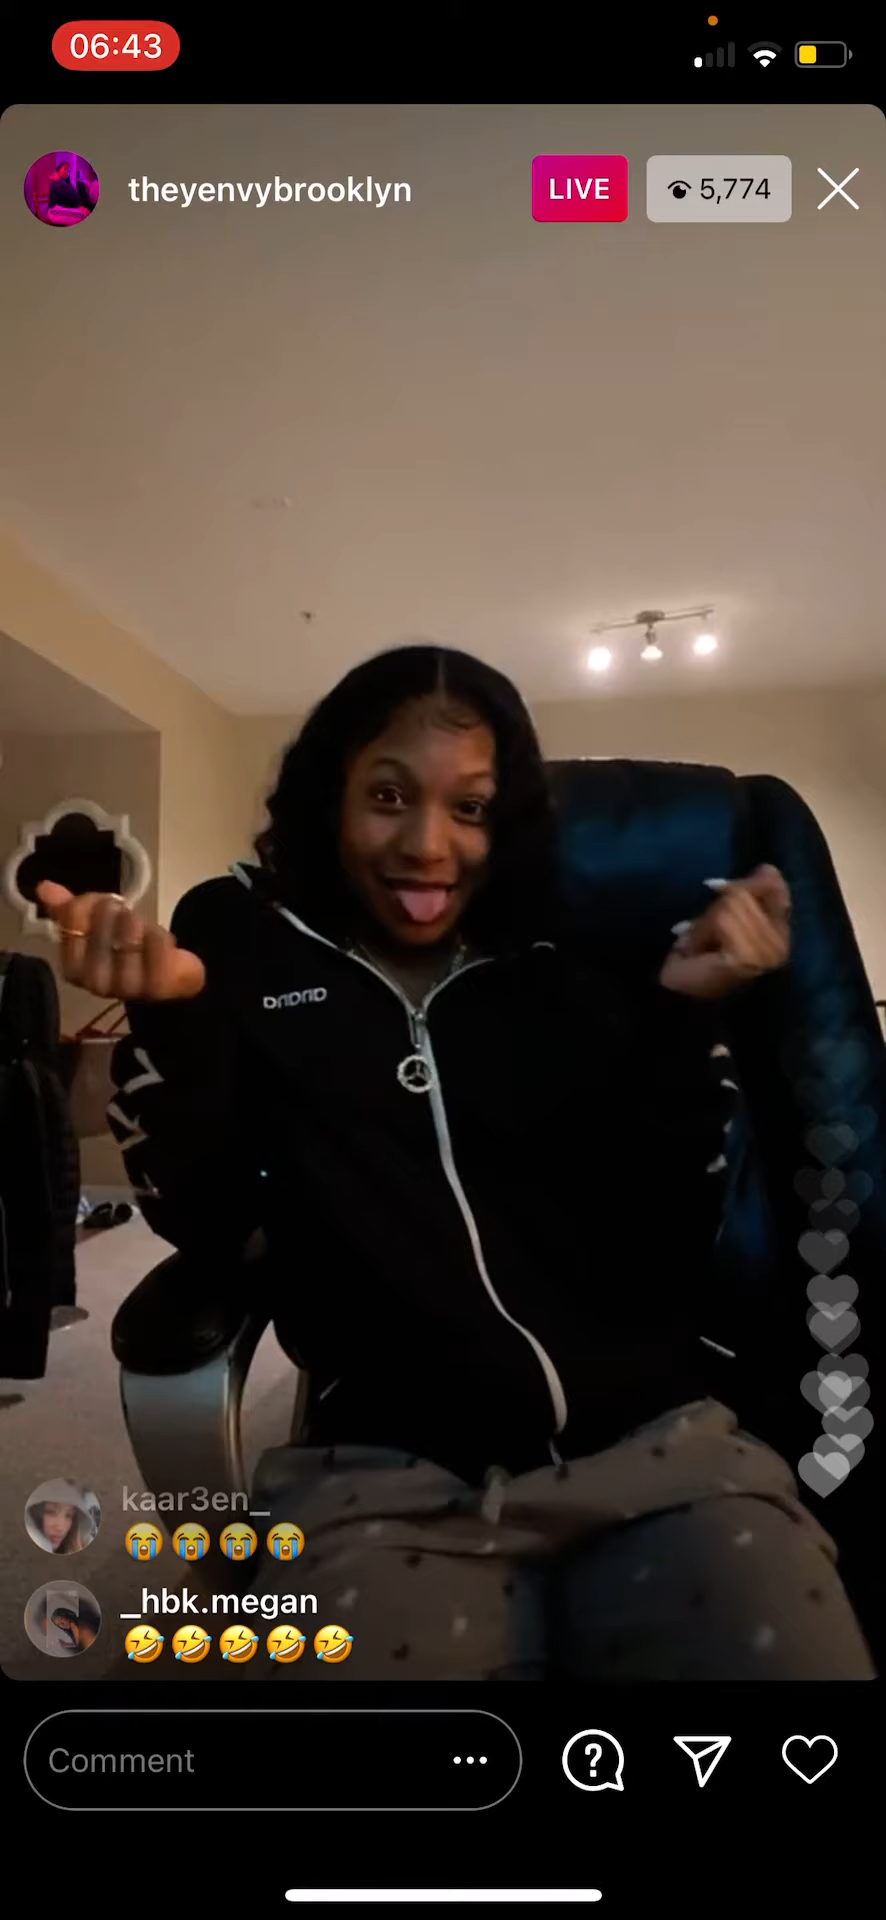 06:43
theyenvybrooklyn
LIVE
5,774
kaar3en_
😭😭😭😭
_hbk.megan
🤣🤣🤣🤣🤣
Comment